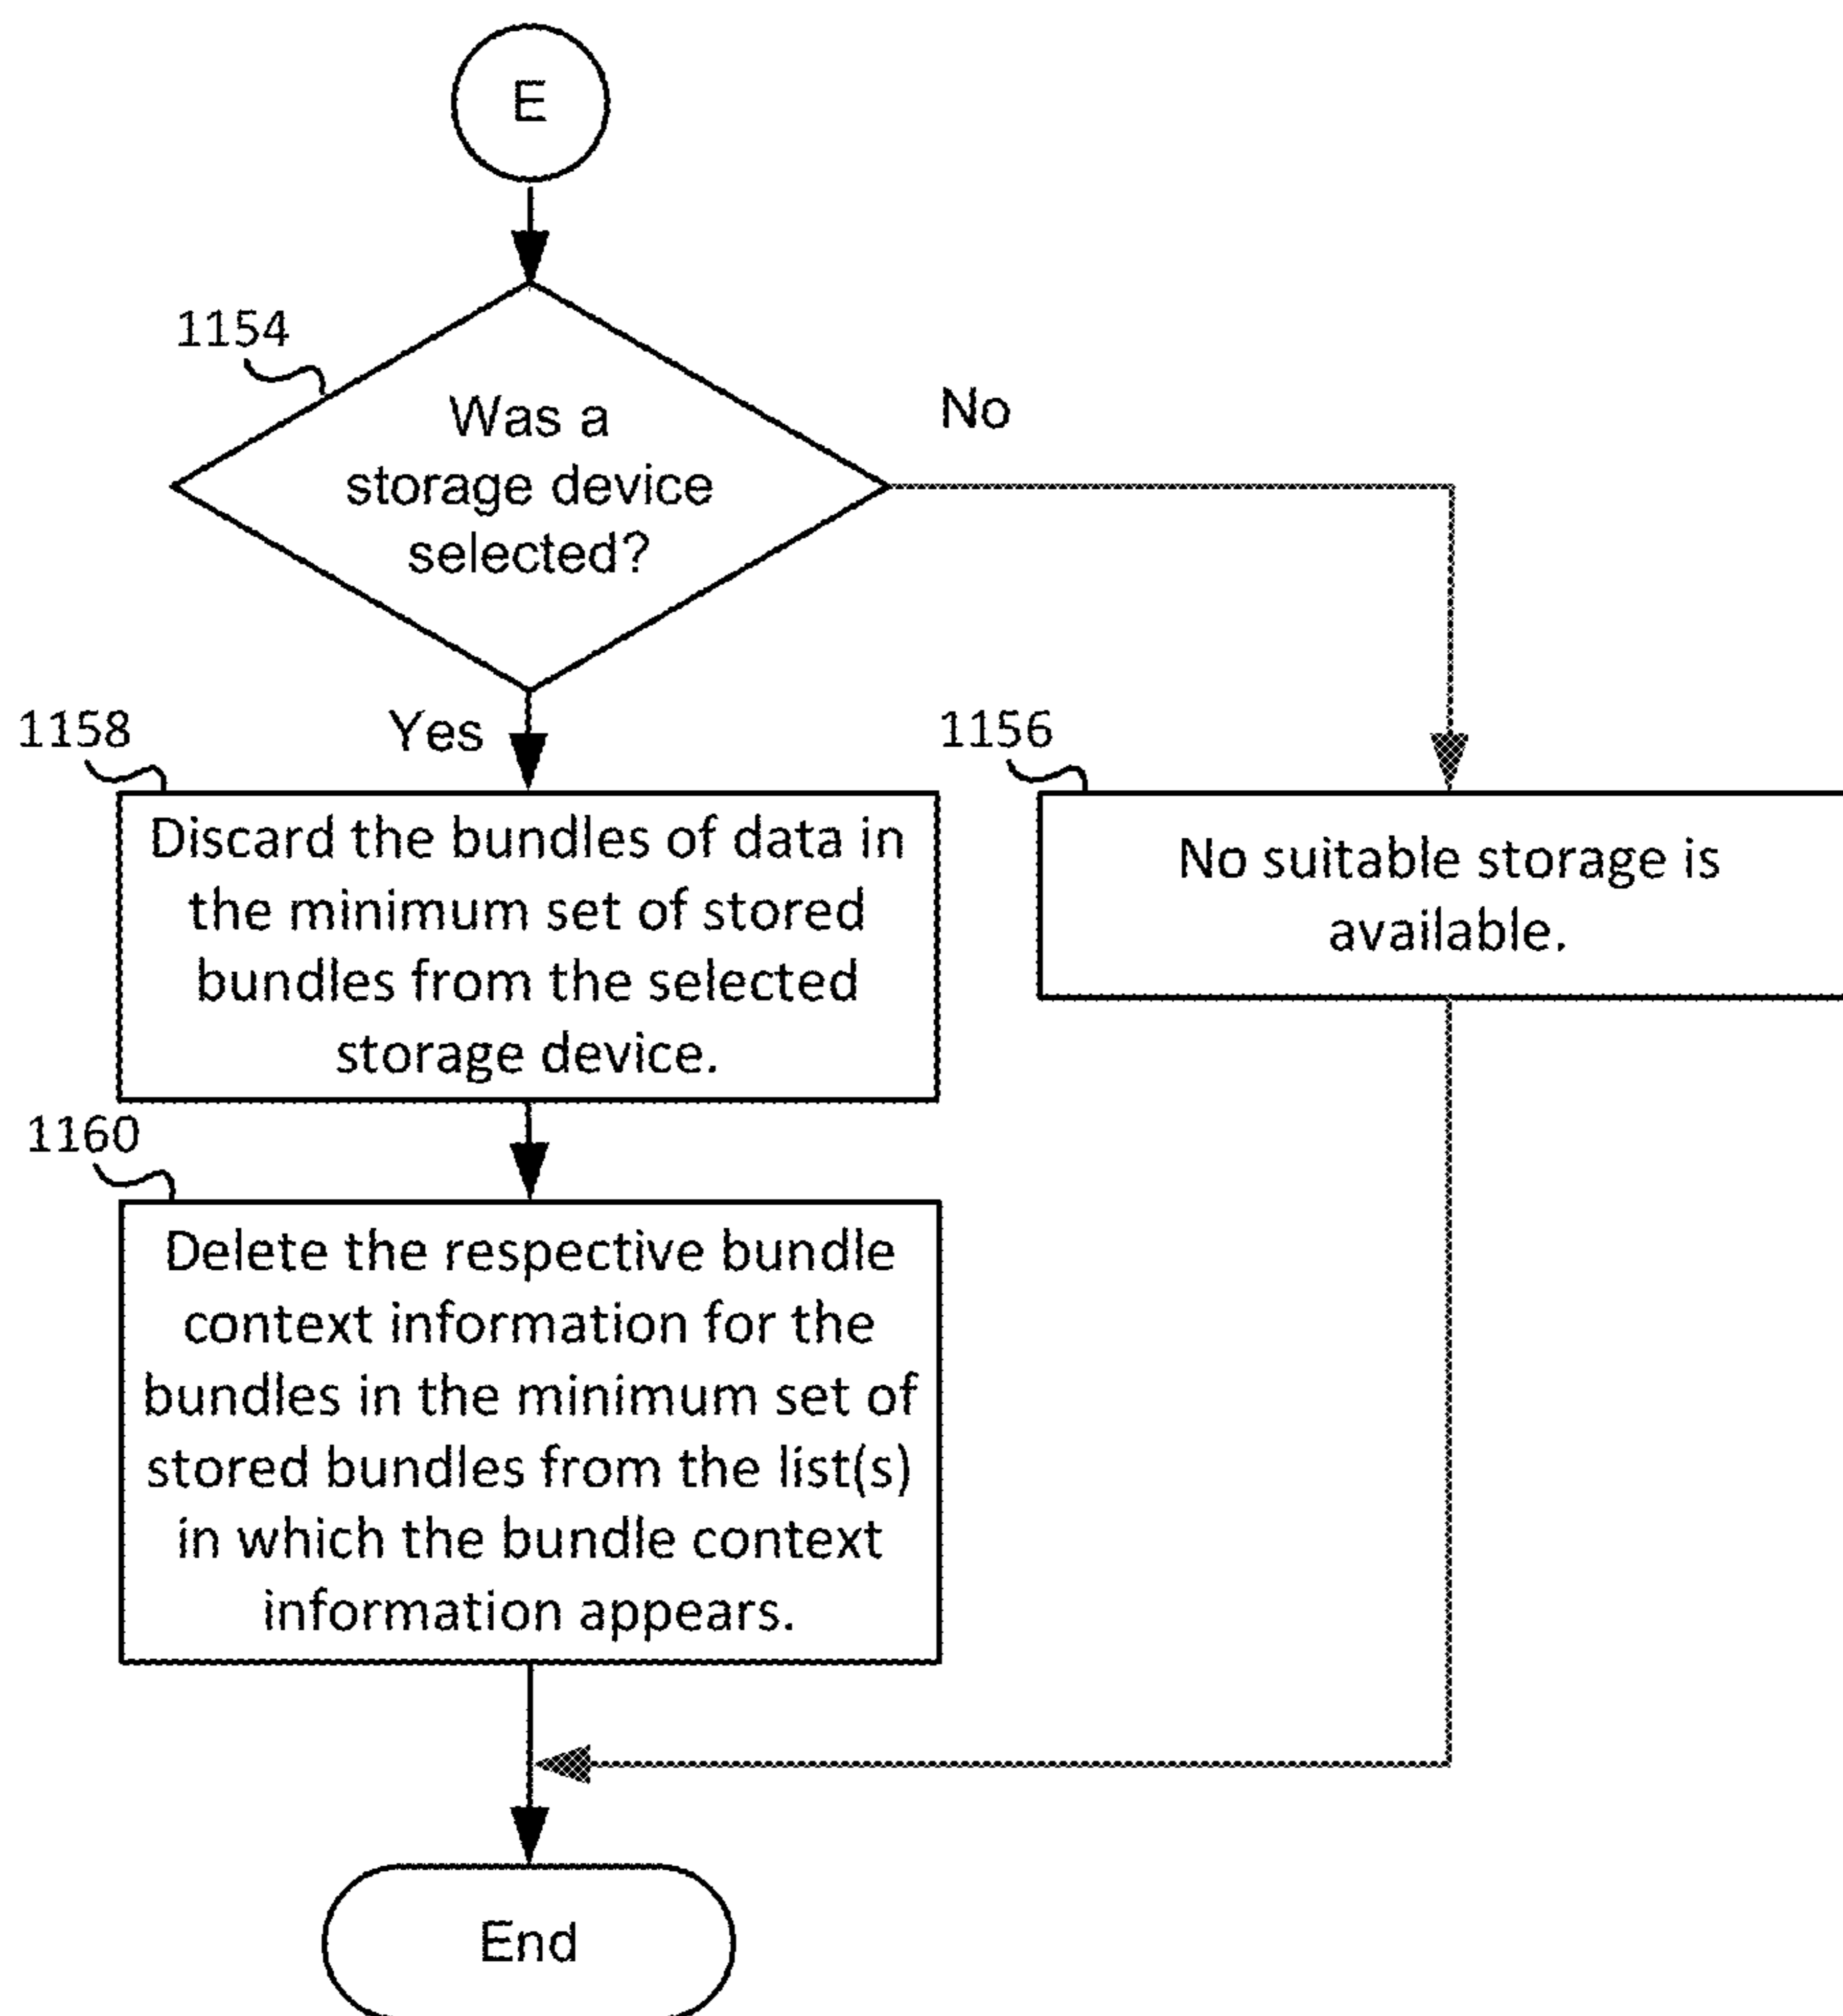 E
1154
Was a
storage device
selected?
No
Yes
1158
Discard the bundles of data in
the minimum set of stored
bundles from the selected
storage device.
1156
No suitable storage is
available.
1160
Delete the respective bundle
context information for the
bundles in the minimum set of
stored bundles from the list(s)
in which the bundle context
information appears.
End